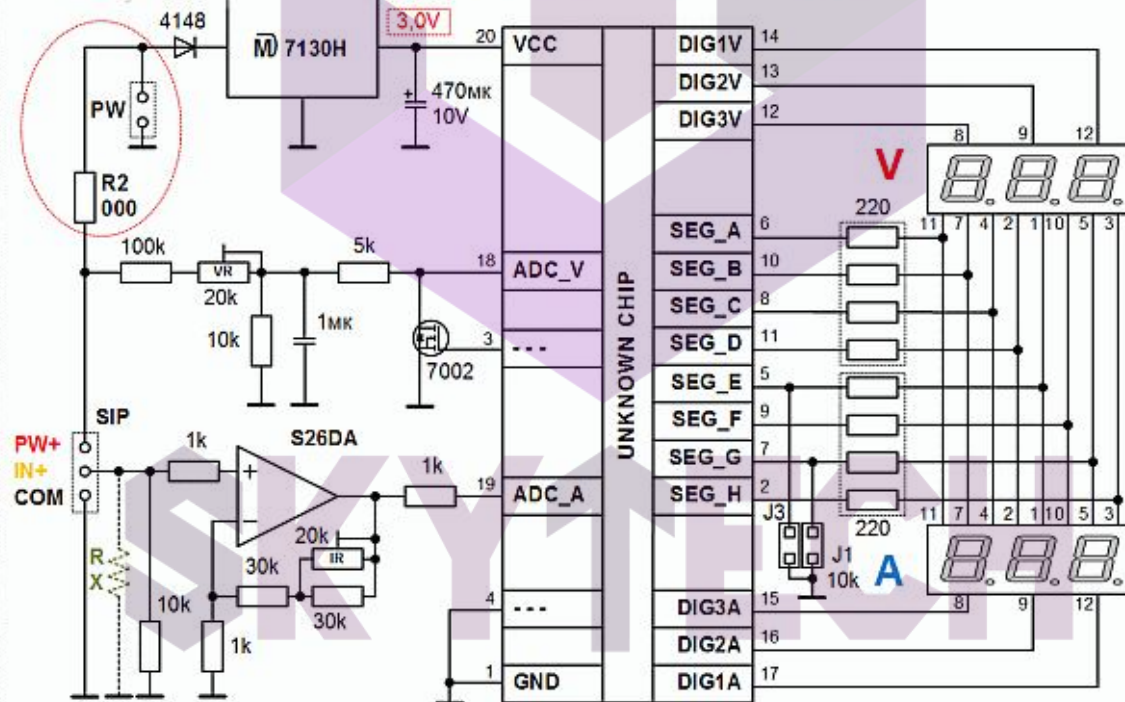 4148
M 7130H
3,0V
20
VCC
DIG1V
14
DIG2V
13
DIG3V
12
PW
+
470мк
10V
8
9
12
V
R2
000
220
SEG_A
6
11
7
4
2
1
10
5
3
100k
VR
20k
5k
18
ADC_V
SEG_B
10
SEG_C
8
10k
1мк
3
---
SEG_D
11
7002
UNKNOWN CHIP
SEG_E
5
SIP
SEG_F
9
PW+
IN+
COM
1k
S26DA
+
−
1k
19
ADC_A
SEG_G
7
SEG_H
2
SKYTECH
J3
220
11
7
4
2
1
10
5
3
R
X
20k
IR
30k
30k
J1
10k
A
10k
1k
4
---
DIG3A
15
8
9
12
DIG2A
16
1
GND
DIG1A
17